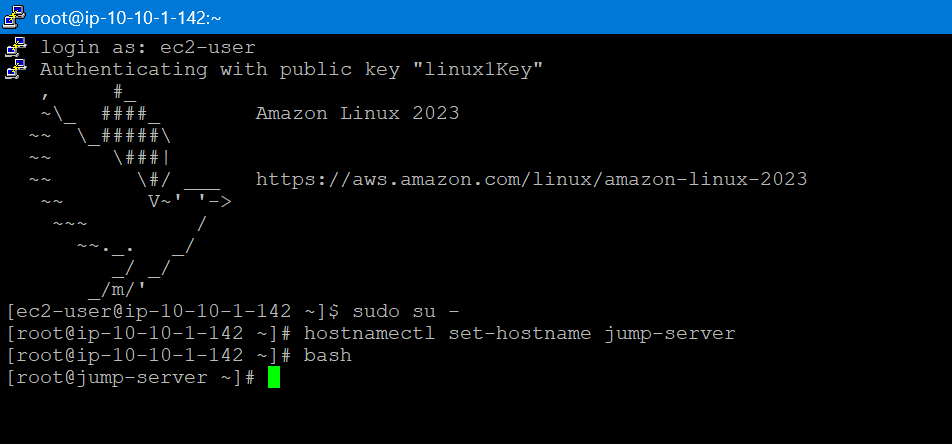 root@ip-10-10-1-142:~
login as: ec2-user
Authenticating with public key "linux1Key"
   ,     #_
   ~\_  ####_        Amazon Linux 2023
  ~~  \_#####\
  ~~     \###|
  ~~       \#/ ___   https://aws.amazon.com/linux/amazon-linux-2023
   ~~       V~' '->
    ~~~         /
      ~~._.   _/
         _/ _/
       _/m/'
[ec2-user@ip-10-10-1-142 ~]$ sudo su -
[root@ip-10-10-1-142 ~]# hostnamectl set-hostname jump-server
[root@ip-10-10-1-142 ~]# bash
[root@jump-server ~]#